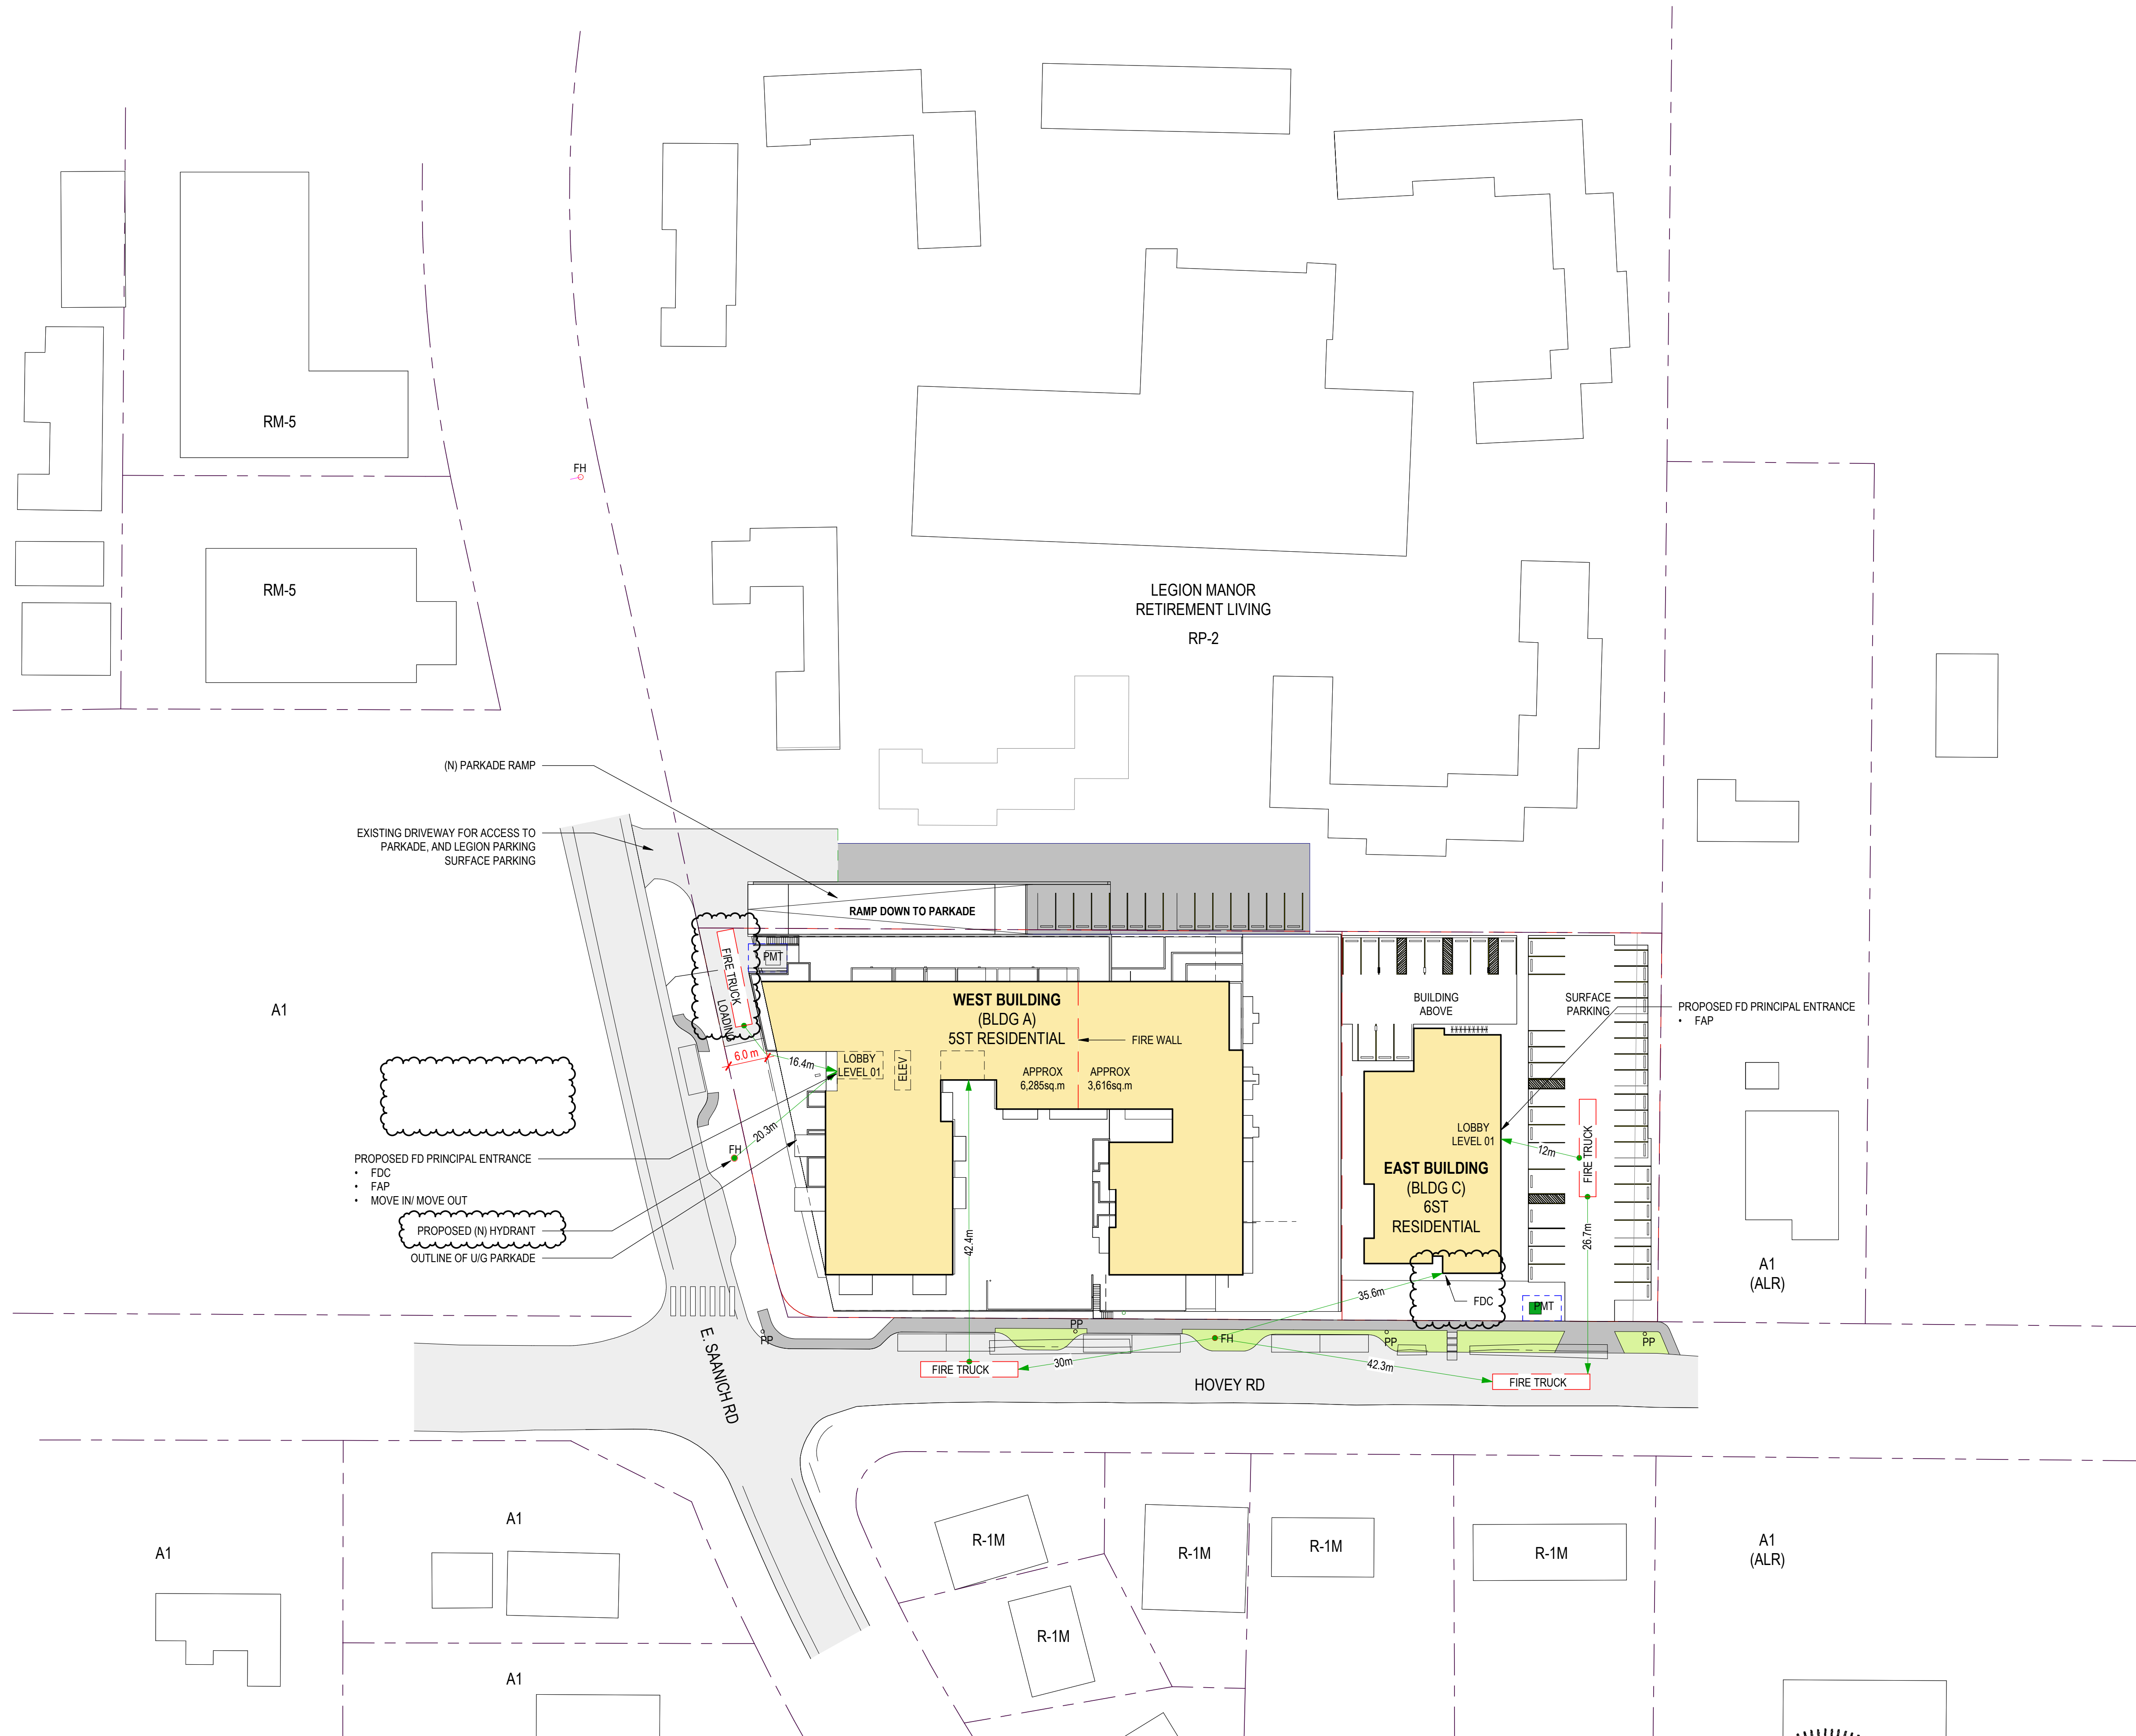 RM-5
FH
RM-5
LEGION MANOR
RETIREMENT LIVING
RP-2
(N) PARKADE RAMP
EXISTING DRIVEWAY FOR ACCESS TO
PARKADE, AND LEGION PARKING
SURFACE PARKING
RAMP DOWN TO PARKADE
FIRE TRUCK
LOADING
PMT
A1
WEST BUILDING
(BLDG A)
5ST RESIDENTIAL
FIRE WALL
BUILDING
ABOVE
SURFACE
PARKING
PROPOSED FD PRINCIPAL ENTRANCE
• FAP
6.0 m
16.4m
LOBBY
LEVEL 01
ELEV
APPROX
6,285sq.m
APPROX
3,616sq.m
20.3m
FH
LOBBY
LEVEL 01
12m
FIRE TRUCK
PROPOSED FD PRINCIPAL ENTRANCE
• FDC
• FAP
• MOVE IN/ MOVE OUT
PROPOSED (N) HYDRANT
OUTLINE OF U/G PARKADE
EAST BUILDING
(BLDG C)
6ST
RESIDENTIAL
42.4m
26.7m
A1
(ALR)
35.6m
FDC
PMT
PP
PP
FH
PP
PP
E. SAANICH RD
FIRE TRUCK
30m
42.3m
FIRE TRUCK
HOVEY RD
A1
A1
R-1M
R-1M
R-1M
R-1M
A1
(ALR)
R-1M
A1